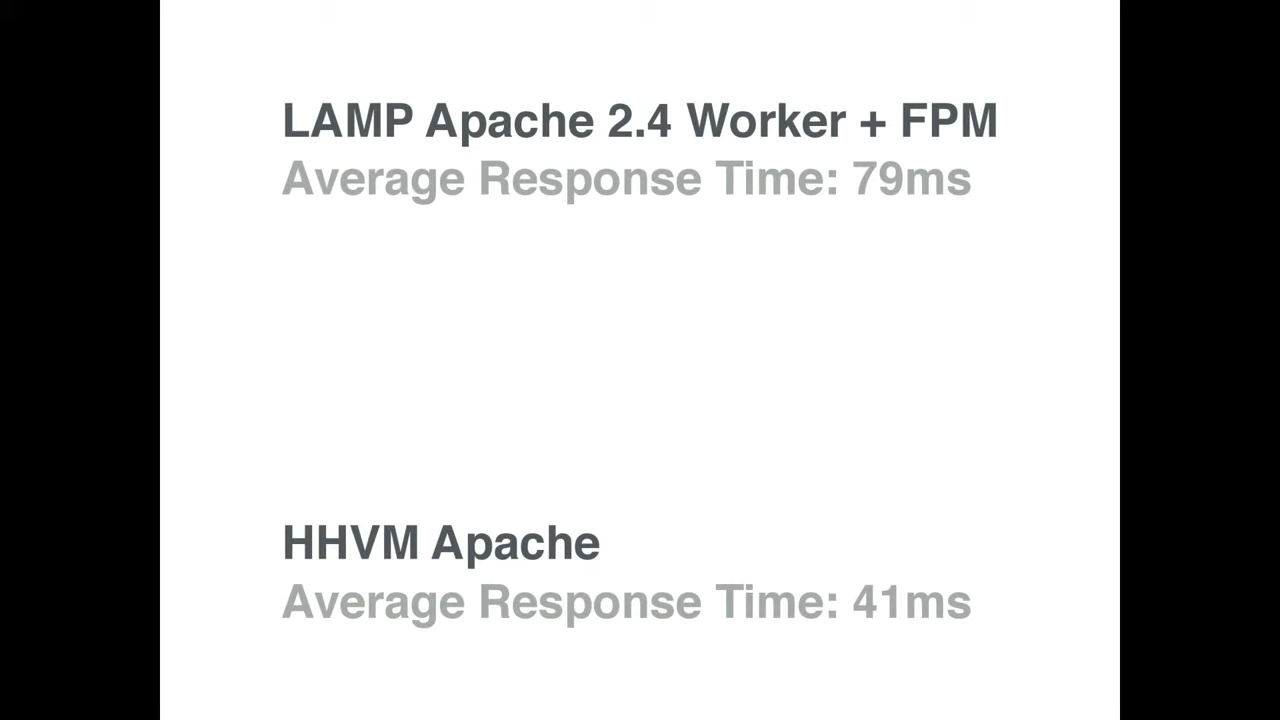 LAMP Apache 2.4 Worker + FPM
Average Response Time: 79ms
HHVM Apache
Average Response Time: 41ms